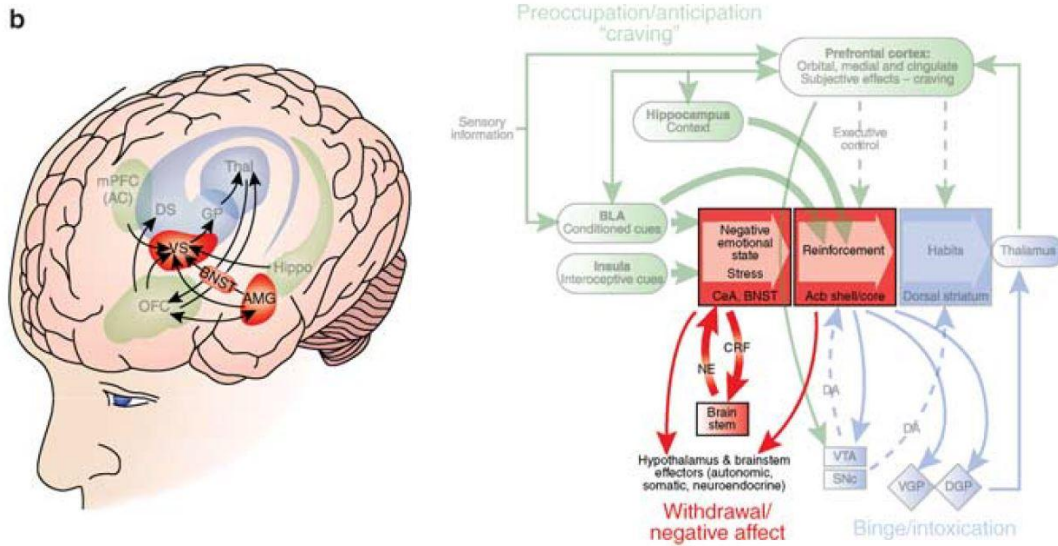 b
mPFC
(AC)
DS
GP
Thal
VS
BNST
Hippo
OFC
AMG
Preoccupation/anticipation
“craving”
Prefrontal cortex:
Orbital, medial and cingulate
Subjective effects – craving
Sensory
information
Hippocampus
Context
Executive
control
BLA
Conditioned cues
Insula
Interoceptive cues
Negative
emotional
state
Stress
CeA, BNST
Reinforcement
Acb shell/core
Habits
Dorsal striatum
Thalamus
NE
CRF
Brain
stem
DA
DA
VTA
SNc
VGP
DGP
Hypothalamus & brainstem
effectors (autonomic,
somatic, neuroendocrine)
Withdrawal/
negative affect
Binge/intoxication